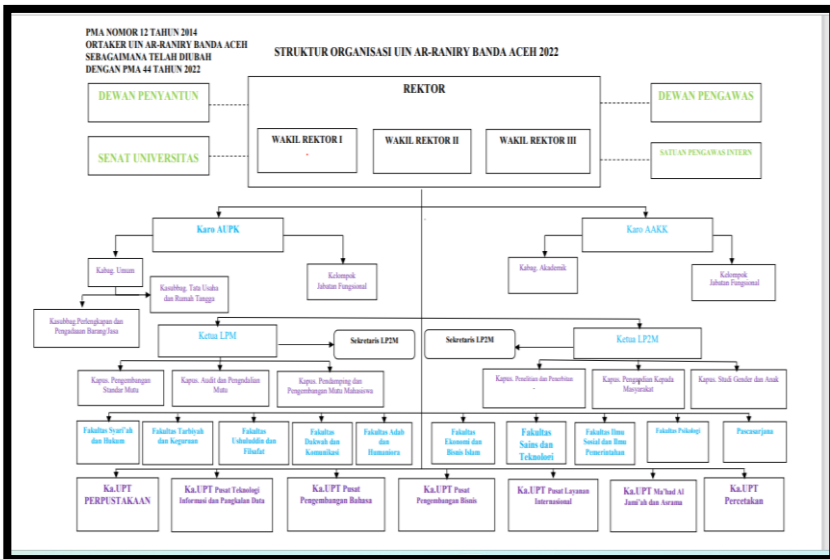 PMA NOMOR 12 TAHUN 2014
ORTAKER UIN AR-RANIRY BANDA ACEH
SEBAGAIMANA TELAH DIUBAH
DENGAN PMA 44 TAHUN 2022
STRUKTUR ORGANISASI UIN AR-RANIRY BANDA ACEH 2022
DEWAN PENYANTUN
REKTOR
DEWAN PENGAWAS
SENAT UNIVERSITAS
WAKIL REKTOR I
WAKIL REKTOR II
WAKIL REKTOR III
SATUAN PENGAWAS INTERN
Karo AUPK
Karo AAKK
Kabag. Umum
Kelompok
Jabatan Fungsional
Kabag. Akademik
Kelompok
Jabatan Fungsional
Kasubbag. Tata Usaha
dan Rumah Tangga
Kasubbag.Perlengkapan dan
Pengadaaan Barang/Jasa
Ketua LPM
Sekretaris LP2M
Sekretaris LP2M
Ketua LP2M
Kapus. Pengembangan
Standar Mutu
Kapus. Audit dan Pengndelian
Mutu
Kapus. Pendamping dan
Pengembangan Mutu Mahasiswa
Kapus. Penelitian dan Penerbitan
Kapus. Pengabdian Kepada
Masyarakat
Kapus. Studi Gender dan Anak
Fakultas Syari'ah
dan Hukum
Fakultas Tarbiyah
dan Keguruan
Fakultas
Ushuluddin dan
Filsafat
Fakultas
Dakwah dan
Komunikasi
Fakultas Adab
dan
Humaniora
Fakultas
Ekonomi dan
Bisnis Islam
Fakultas
Sains dan
Teknologi
Fakultas Ilmu
Sosial dan Ilmu
Pemerintahan
Fakultas Psikologi
Pascasarjana
Ka.UPT
PERPUSTAKAAN
Ka.UPT Pusat Teknologi
Informasi dan Pangkalan Data
Ka.UPT Pusat
Pengembangan Bahasa
Ka.UPT Pusat
Pengembangan Bisnis
Ka.UPT Pusat Layanan
Internasional
Ka.UPT Ma'had Al
Jami'ah dan Asrama
Ka.UPT
Percetakan